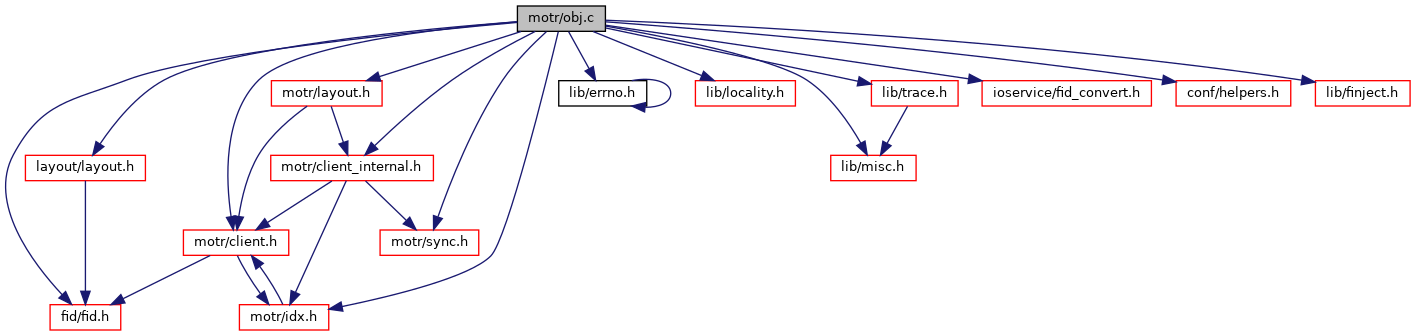 motr/obj.c
motr/layout.h
lib/errno.h
lib/locality.h
lib/trace.h
ioservice/fid_convert.h
conf/helpers.h
lib/finject.h
layout/layout.h
motr/client_internal.h
lib/misc.h
motr/client.h
motr/sync.h
fid/fid.h
motr/idx.h